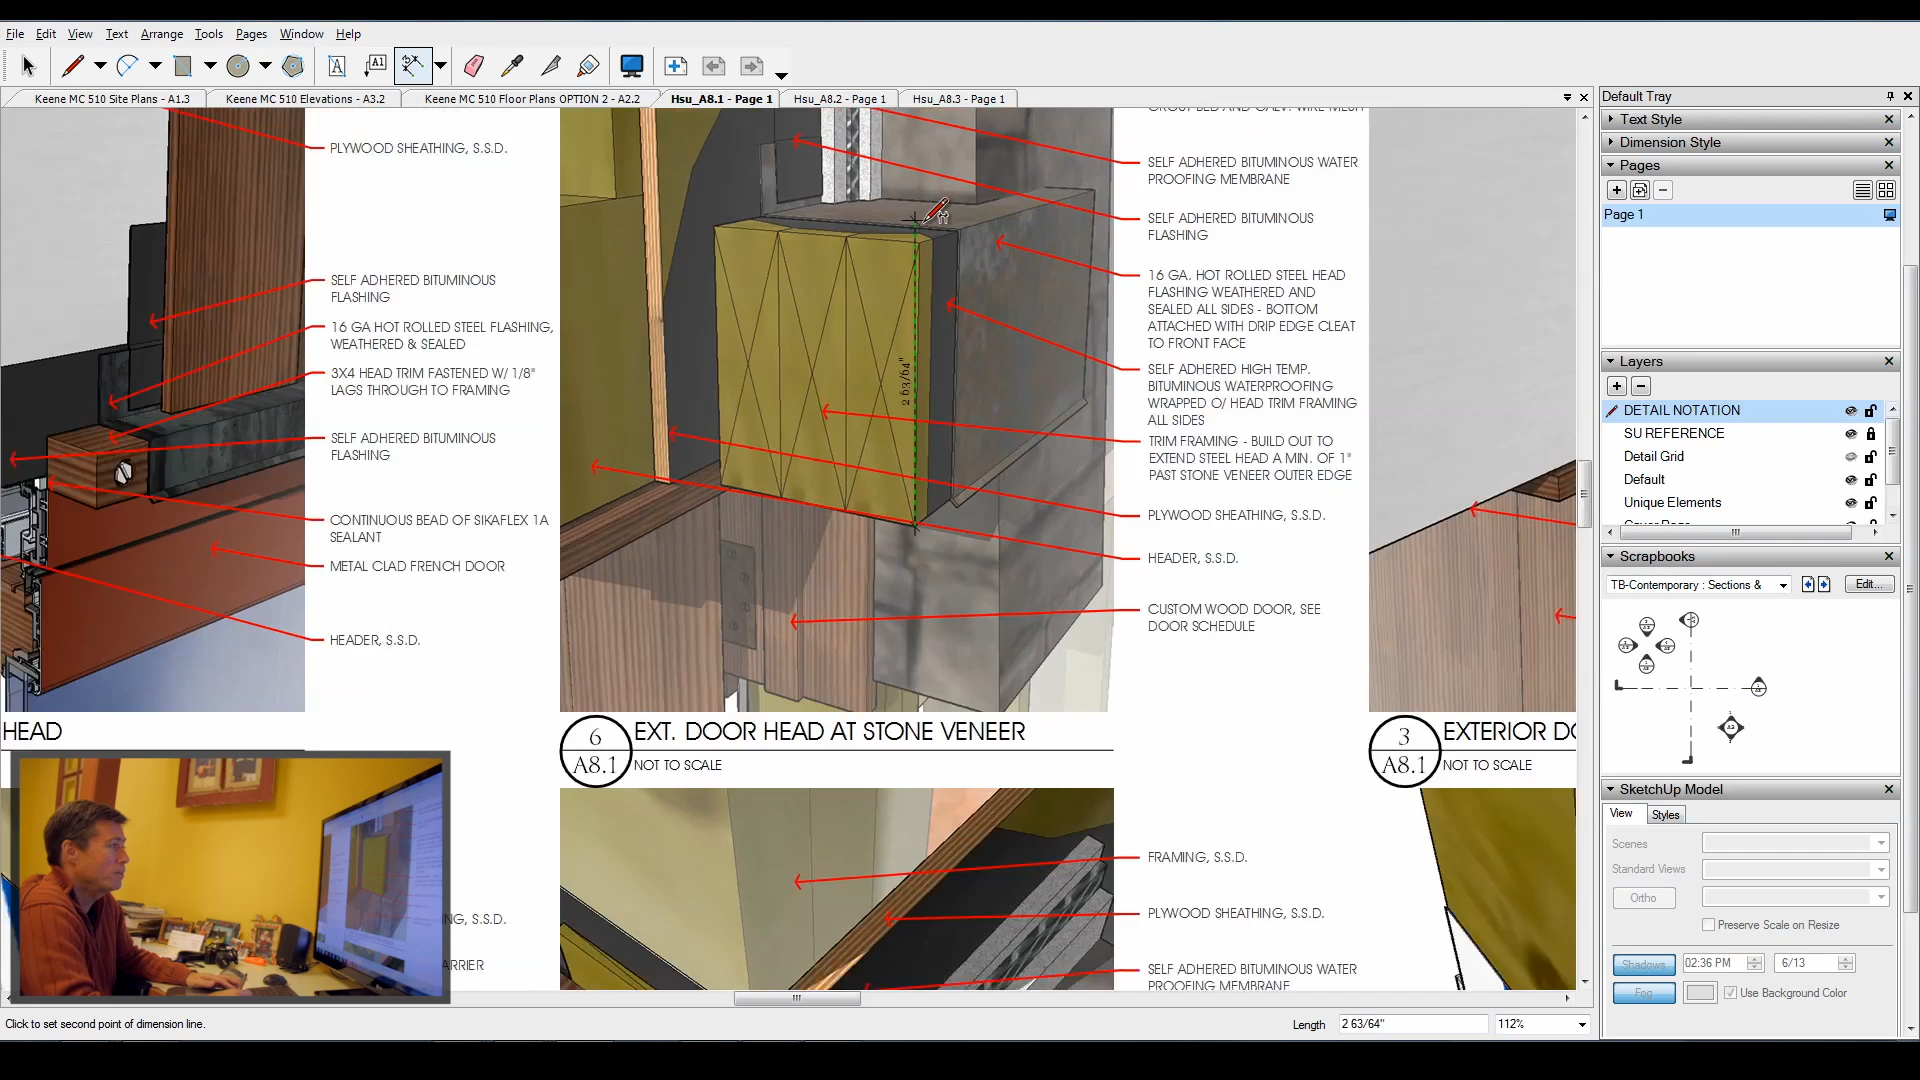 File Edit View Text Arrange Tools Pages Window Help
Keene MC 510 Site Plans - A1.3
Keene MC 510 Elevations - A3.2
Keene MC 510 Floor Plans OPTION 2 - A2.2
Hsu_A8.1 - Page 1
Hsu_A8.2 - Page 1
Hsu_A8.3 - Page 1
PLYWOOD SHEATHING, S.S.D.
SELF ADHERED BITUMINOUS
FLASHING
16 GA HOT ROLLED STEEL FLASHING,
WEATHERED & SEALED
3X4 HEAD TRIM FASTENED W/ 1/8"
LAGS THROUGH TO FRAMING
SELF ADHERED BITUMINOUS
FLASHING
CONTINUOUS BEAD OF SIKAFLEX 1A
SEALANT
METAL CLAD FRENCH DOOR
HEADER, S.S.D.
HEAD
NG, S.S.D.
ARRIER
2 63/64"
GROUT BED AND GALV. WIRE MESH
SELF ADHERED BITUMINOUS WATER
PROOFING MEMBRANE
SELF ADHERED BITUMINOUS
FLASHING
16 GA. HOT ROLLED STEEL HEAD
FLASHING WEATHERED AND
SEALED ALL SIDES - BOTTOM
ATTACHED WITH DRIP EDGE CLEAT
TO FRONT FACE
SELF ADHERED HIGH TEMP.
BITUMINOUS WATERPROOFING
WRAPPED O/ HEAD TRIM FRAMING
ALL SIDES
TRIM FRAMING - BUILD OUT TO
EXTEND STEEL HEAD A MIN. OF 1"
PAST STONE VENEER OUTER EDGE
PLYWOOD SHEATHING, S.S.D.
HEADER, S.S.D.
CUSTOM WOOD DOOR, SEE
DOOR SCHEDULE
6
A8.1
EXT. DOOR HEAD AT STONE VENEER
NOT TO SCALE
3
A8.1
EXTERIOR DO
NOT TO SCALE
FRAMING, S.S.D.
PLYWOOD SHEATHING, S.S.D.
SELF ADHERED BITUMINOUS WATER
PROOFING MEMBRANE
Default Tray
Text Style
Dimension Style
Pages
Page 1
Layers
DETAIL NOTATION
SU REFERENCE
Detail Grid
Default
Unique Elements
Scrapbooks
TB-Contemporary : Sections &
Edit...
SketchUp Model
View
Styles
Scenes
Standard Views
Ortho
Preserve Scale on Resize
Shadows
02:36 PM
6/13
Fog
Use Background Color
Click to set second point of dimension line.
Length
2 63/64"
112%